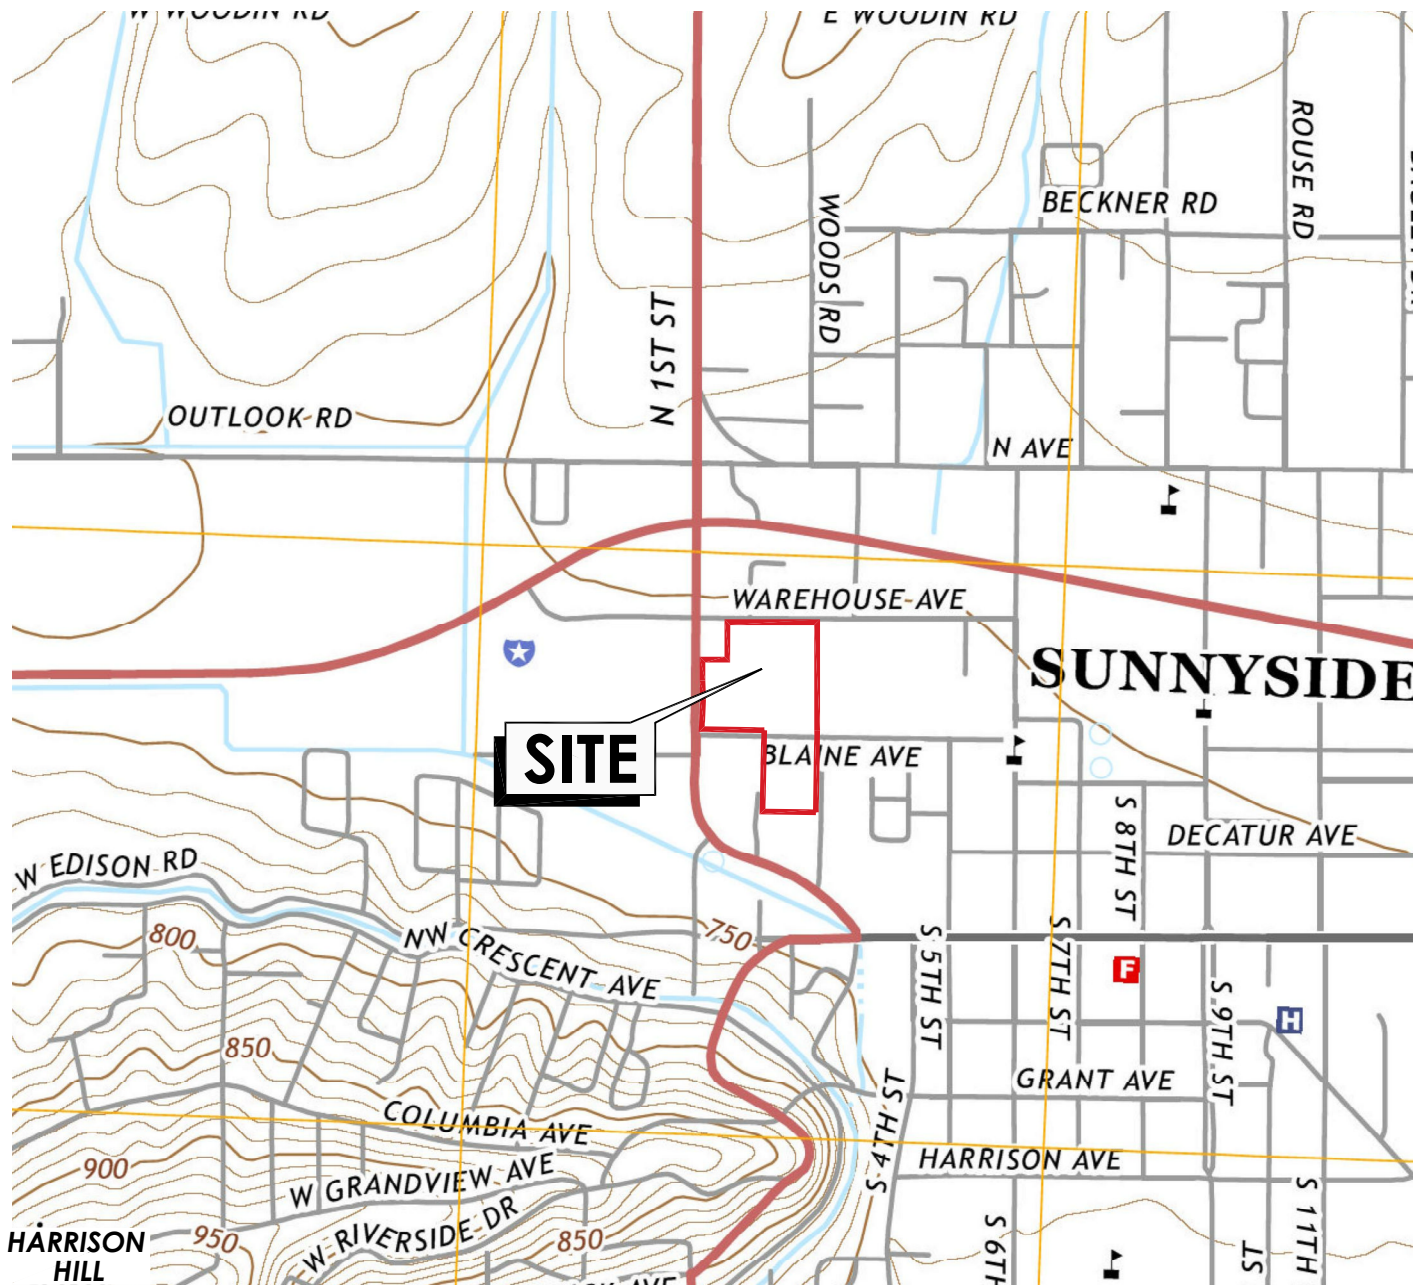 W WOODIN RD
E WOODIN RD
ROUSE RD
BECKNER RD
WOODS RD
N 1ST ST
OUTLOOK RD
N AVE
WAREHOUSE AVE
SUNNYSIDE
SITE
BLAINE AVE
S 8TH ST
DECATUR AVE
W EDISON RD
800
NW CRESCENT AVE
750
S 5TH ST
S 7TH ST
F
S 9TH ST
H
850
GRANT AVE
COLUMBIA AVE
S 4TH ST
HARRISON AVE
900
W GRANDVIEW AVE
W RIVERSIDE DR
S 11TH
S 6TH
ST
950
850
HARRISON
HILL
AVE